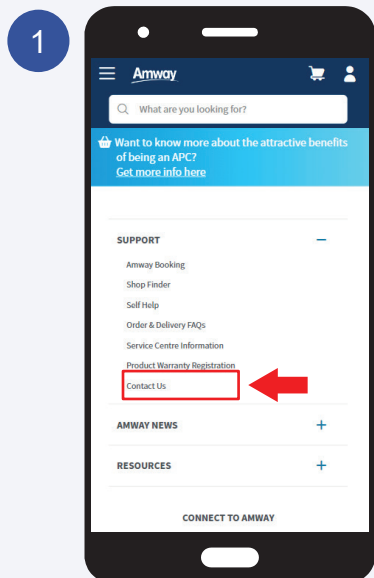 1
Amway
What are you looking for?
Want to know more about the attractive benefits
of being an APC?
Get more info here
SUPPORT
Amway Booking
Shop Finder
Self Help
Order & Delivery FAQs
Service Centre Information
Product Warranty Registration
Contact Us
AMWAY NEWS
RESOURCES
CONNECT TO AMWAY